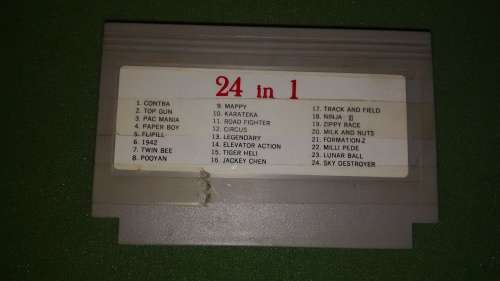 24 in 1
1. CONTRA
2. TOP GUN
3. PAC MANIA
4. PAPER BOY
5. FLIPILL
6. 1942
7. TWIN BEE
8. POOYAN
9. MAPPY
10. KARATEKA
11. ROAD FIGHTER
12. CIRCUS
13. LEGENDARY
14. ELEVATOR ACTION
15. TIGER HELI
16. JACKEY CHEN
17. TRACK AND FIELD
18. NINJA II
19. ZIPPY RACE
20. MILK AND NUTS
21. FORMATION-Z
22. MILLI PEDE
23. LUNAR BALL
24. SKY DESTROYER